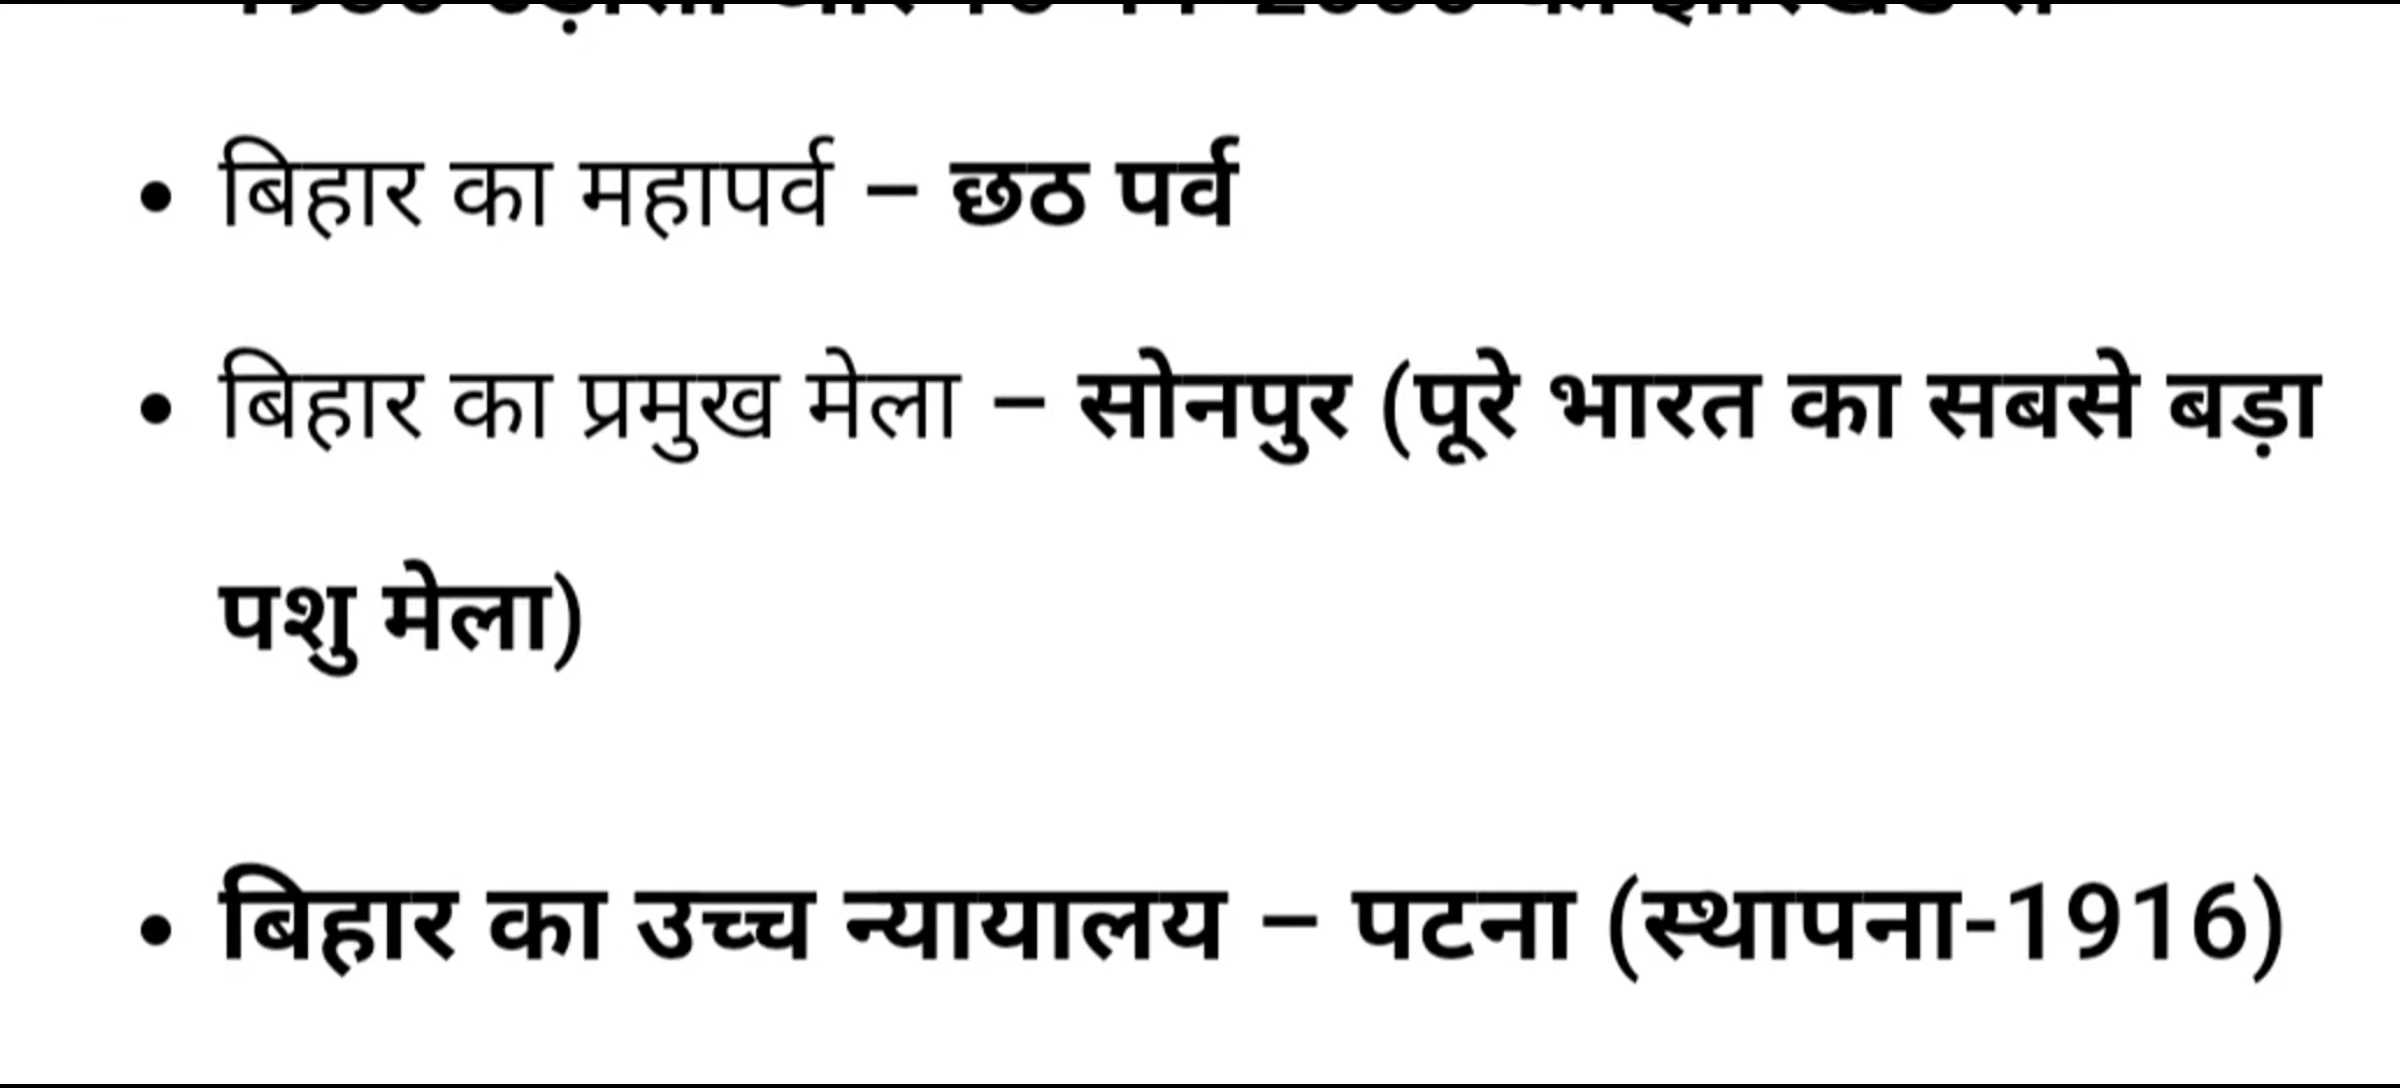 • बिहार का महापर्व – छठ पर्व
• बिहार का प्रमुख मेला – सोनपुर (पूरे भारत का सबसे बड़ा
पशु मेला)
• बिहार का उच्च न्यायालय – पटना (स्थापना-1916)